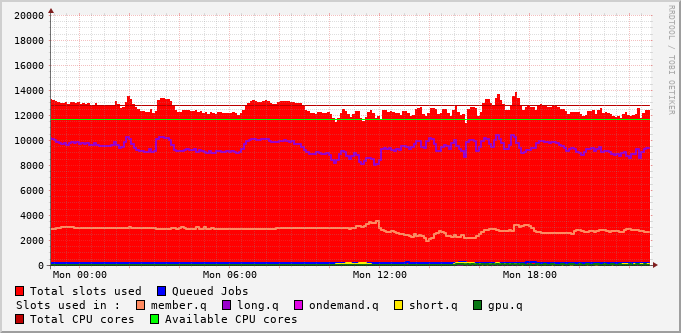 RRDTOOL / TOBI OETIKER
20000
18000
16000
14000
12000
10000
8000
6000
4000
2000
0
Mon 00:00 Mon 06:00 Mon 12:00 Mon 18:00
Total slots used Queued Jobs
Slots used in : member.q long.q ondemand.q short.q gpu.q
Total CPU cores Available CPU cores